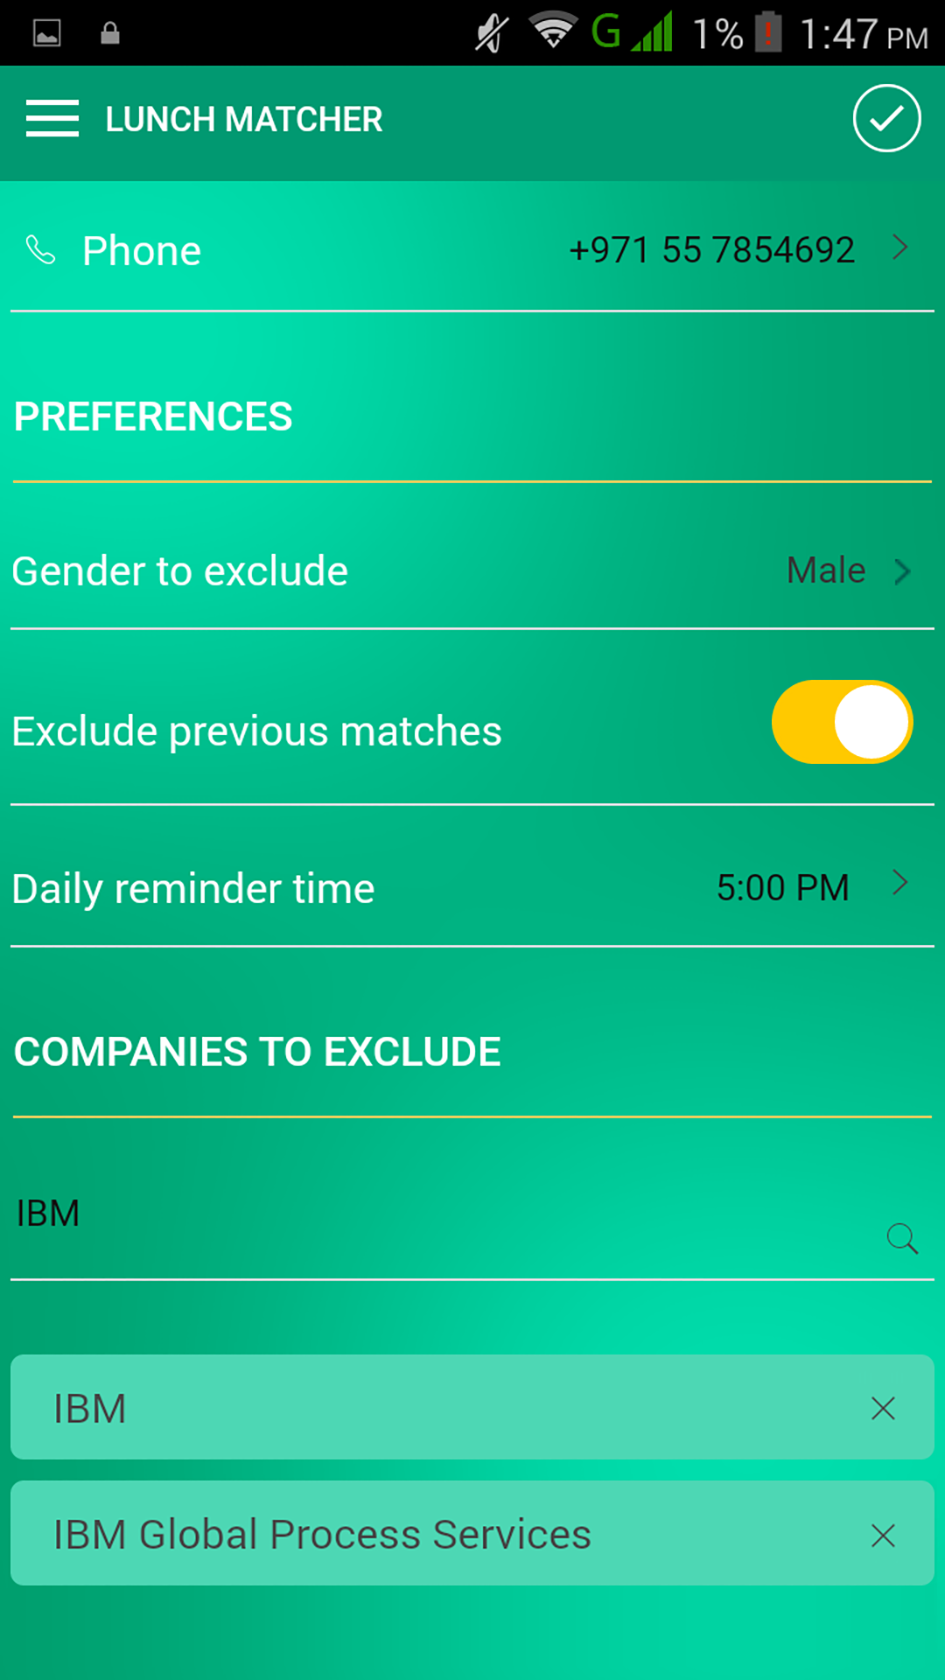 G 1% 1:47 PM
LUNCH MATCHER
Phone +971 55 7854692
PREFERENCES
Gender to exclude Male
Exclude previous matches
Daily reminder time 5:00 PM
COMPANIES TO EXCLUDE
IBM
IBM
IBM Global Process Services